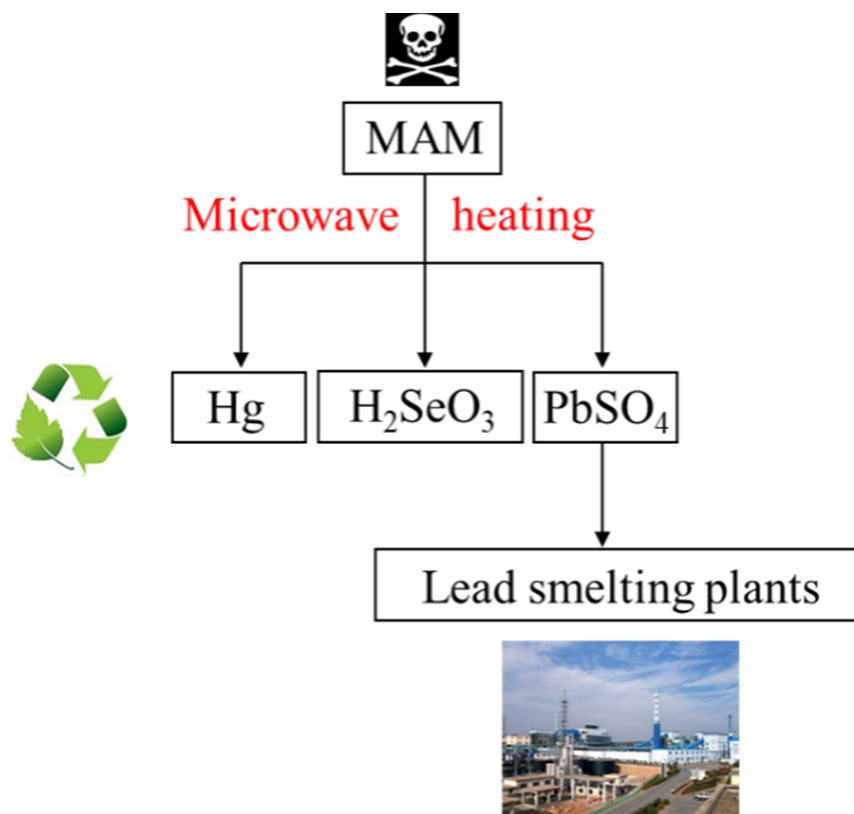 MAM
Microwave heating
Hg H₂SeO₃ PbSO₄
Lead smelting plants